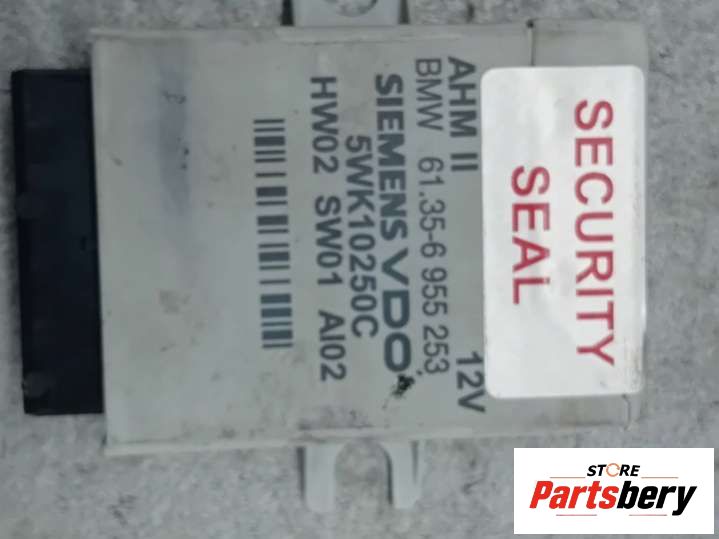 AHM II 12V
BMW 61.35-6 955 253
SIEMENS VDO
5WK10250C
HW02 SW01 AI02
SECURITY
SEAL
STORE
Partsbery